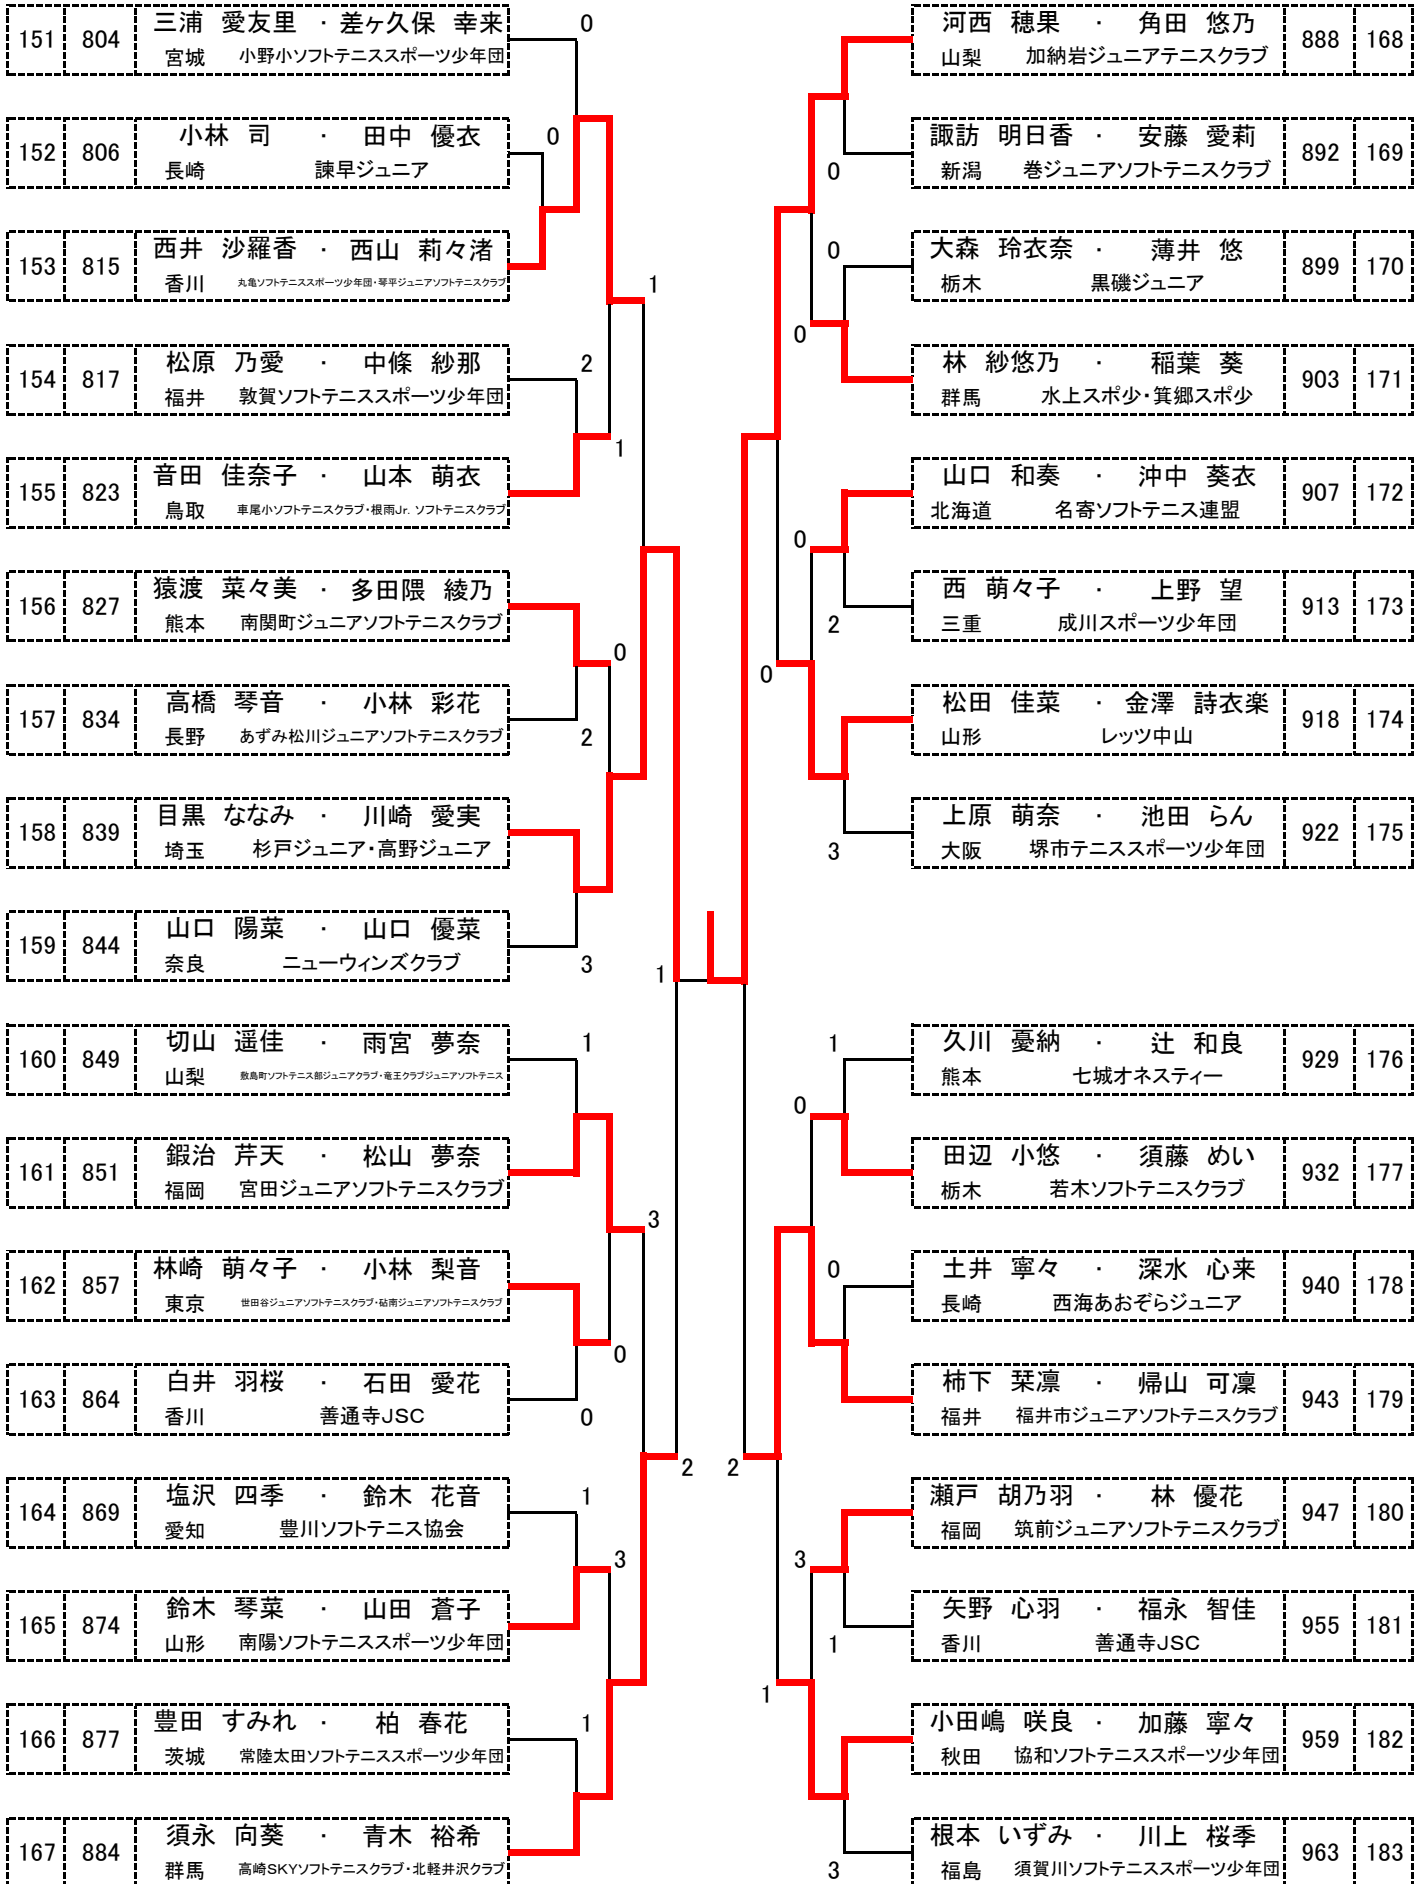 151 804 三浦 愛友里 ・ 差ヶ久保 幸来
宮城 小野小ソフトテニススポーツ少年団
0
152 806 小林 司 ・ 田中 優衣
長崎 諫早ジュニア
0
153 815 西井 沙羅香 ・ 西山 莉々渚
香川 丸亀ソフトテニススポーツ少年団・琴平ジュニアソフトテニスクラブ
1
154 817 松原 乃愛 ・ 中條 紗那
福井 敦賀ソフトテニススポーツ少年団
2
1
155 823 音田 佳奈子 ・ 山本 萌衣
鳥取 車尾小ソフトテニスクラブ・根雨Jr. ソフトテニスクラブ
156 827 猿渡 菜々美 ・ 多田隈 綾乃
熊本 南関町ジュニアソフトテニスクラブ
0
157 834 高橋 琴音 ・ 小林 彩花
長野 あずみ松川ジュニアソフトテニスクラブ
2
158 839 目黒 ななみ ・ 川崎 愛実
埼玉 杉戸ジュニア・高野ジュニア
159 844 山口 陽菜 ・ 山口 優菜
奈良 ニューウィンズクラブ
3
1
160 849 切山 遥佳 ・ 雨宮 夢奈
山梨 敷島町ソフトテニス部ジュニアクラブ・竜王クラブジュニアソフトテニス
1
161 851 鍜治 芹天 ・ 松山 夢奈
福岡 宮田ジュニアソフトテニスクラブ
3
162 857 林崎 萌々子 ・ 小林 梨音
東京 世田谷ジュニアソフトテニスクラブ・砧南ジュニアソフトテニスクラブ
0
163 864 白井 羽桜 ・ 石田 愛花
香川 善通寺JSC
0
2
164 869 塩沢 四季 ・ 鈴木 花音
愛知 豊川ソフトテニス協会
1
3
165 874 鈴木 琴菜 ・ 山田 蒼子
山形 南陽ソフトテニススポーツ少年団
166 877 豊田 すみれ ・ 柏 春花
茨城 常陸太田ソフトテニススポーツ少年団
1
167 884 須永 向葵 ・ 青木 裕希
群馬 高崎SKYソフトテニスクラブ・北軽井沢クラブ
河西 穂果 ・ 角田 悠乃 888 168
山梨 加納岩ジュニアテニスクラブ
諏訪 明日香 ・ 安藤 愛莉 892 169
新潟 巻ジュニアソフトテニスクラブ
0
大森 玲衣奈 ・ 薄井 悠 899 170
栃木 黒磯ジュニア
0
0
林 紗悠乃 ・ 稲葉 葵 903 171
群馬 水上スポ少・箕郷スポ少
山口 和奏 ・ 沖中 葵衣 907 172
北海道 名寄ソフトテニス連盟
0
西 萌々子 ・ 上野 望 913 173
三重 成川スポーツ少年団
2
0
松田 佳菜 ・ 金澤 詩衣楽 918 174
山形 レッツ中山
上原 萌奈 ・ 池田 らん 922 175
大阪 堺市テニススポーツ少年団
3
久川 憂納 ・ 辻 和良 929 176
熊本 七城オネスティー
1
0
田辺 小悠 ・ 須藤 めい 932 177
栃木 若木ソフトテニスクラブ
土井 寧々 ・ 深水 心来 940 178
長崎 西海あおぞらジュニア
0
柿下 栞凛 ・ 帰山 可凜 943 179
福井 福井市ジュニアソフトテニスクラブ
2
瀬戸 胡乃羽 ・ 林 優花 947 180
福岡 筑前ジュニアソフトテニスクラブ
3
矢野 心羽 ・ 福永 智佳 955 181
香川 善通寺JSC
1
1
小田嶋 咲良 ・ 加藤 寧々 959 182
秋田 協和ソフトテニススポーツ少年団
根本 いずみ ・ 川上 桜季 963 183
福島 須賀川ソフトテニススポーツ少年団
3